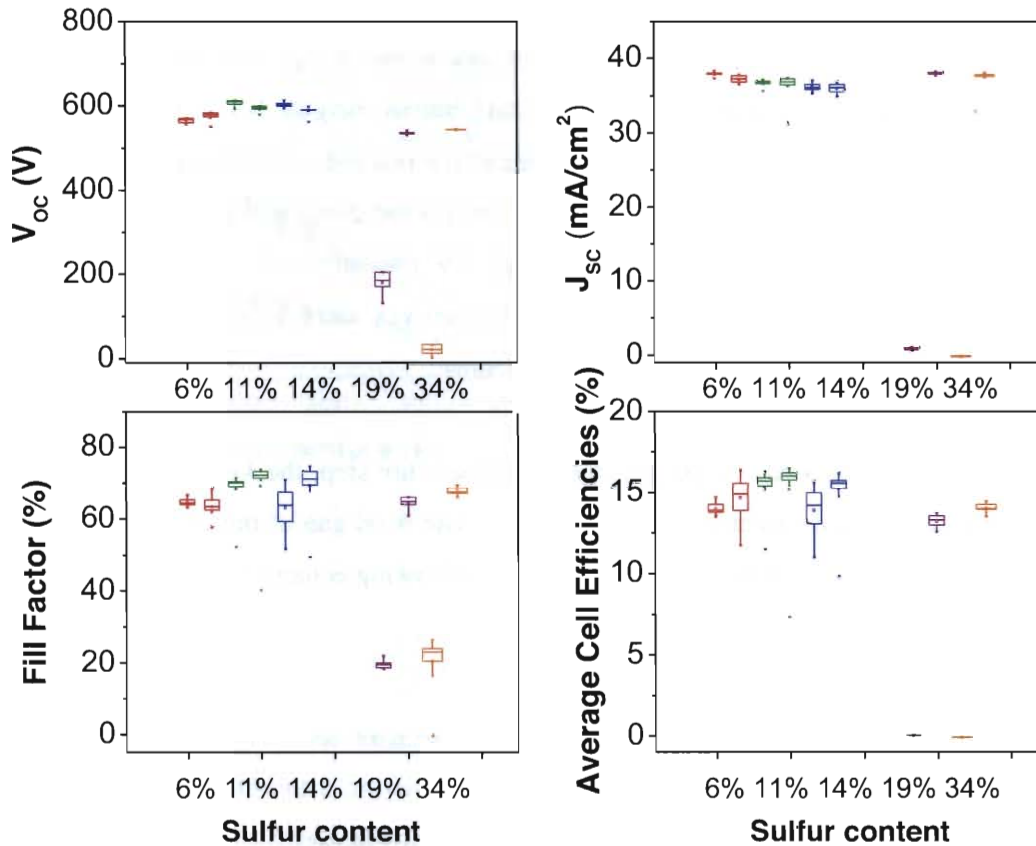 800
600
400
200
0
V_OC (V)
6% 11% 14% 19% 34%
40
30
20
10
0
J_SC (mA/cm²)
6% 11% 14% 19% 34%
80
60
40
20
0
Fill Factor (%)
6% 11% 14% 19% 34%
Sulfur content
20
15
10
5
0
Average Cell Efficiencies (%)
6% 11% 14% 19% 34%
Sulfur content